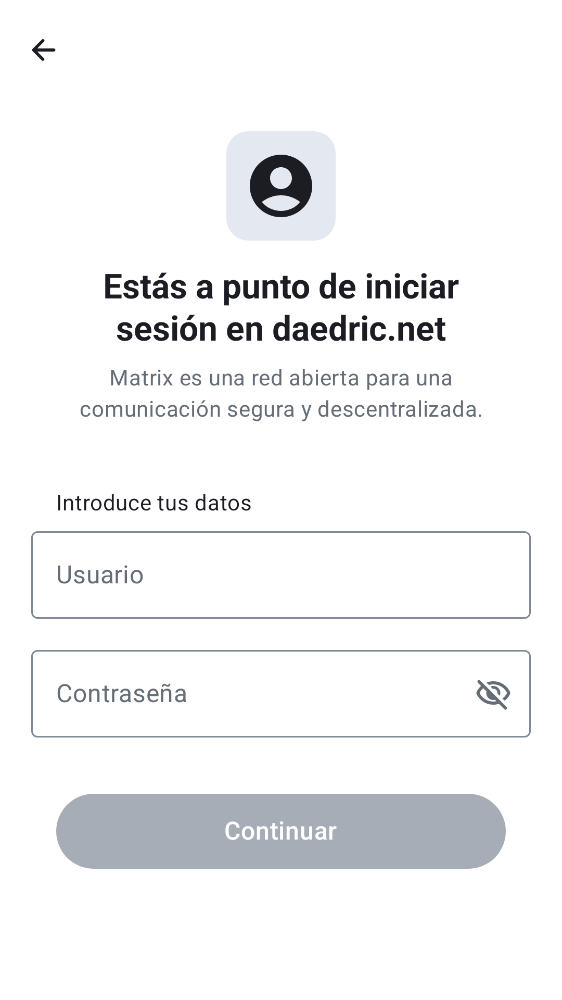 Estás a punto de iniciar
sesión en daedric.net
Matrix es una red abierta para una
comunicación segura y descentralizada.
Introduce tus datos
Usuario
Contraseña
Continuar